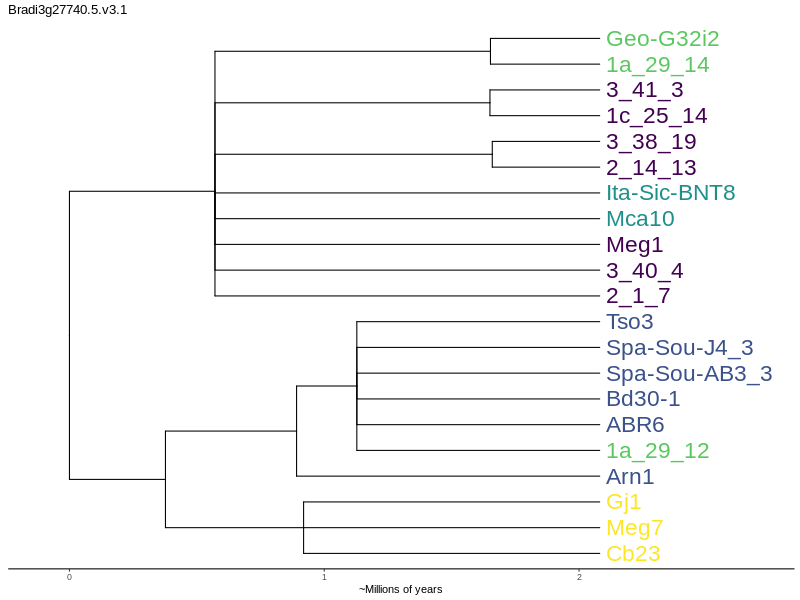 Bradi3g27740.5.v3.1
Geo-G32i2
1a_29_14
3_41_3
1c_25_14
3_38_19
2_14_13
Ita-Sic-BNT8
Mca10
Meg1
3_40_4
2_1_7
Tso3
Spa-Sou-J4_3
Spa-Sou-AB3_3
Bd30-1
ABR6
1a_29_12
Arn1
Gj1
Meg7
Cb23
0 1 2
~Millions of years